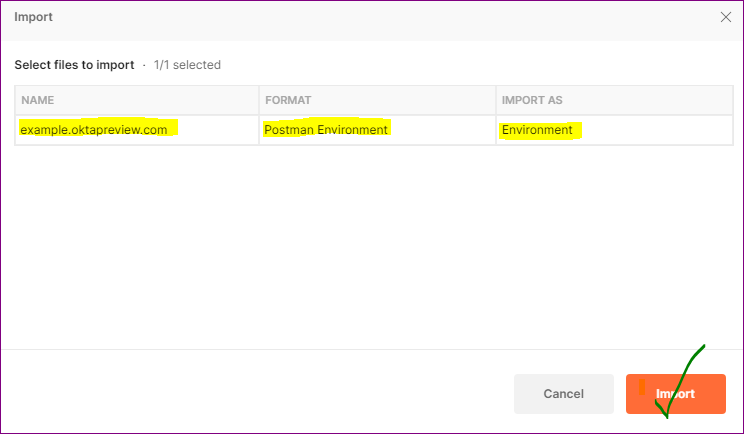 Import
Select files to import · 1/1 selected
NAME FORMAT IMPORT AS
example.oktapreview.com Postman Environment Environment
Cancel Import